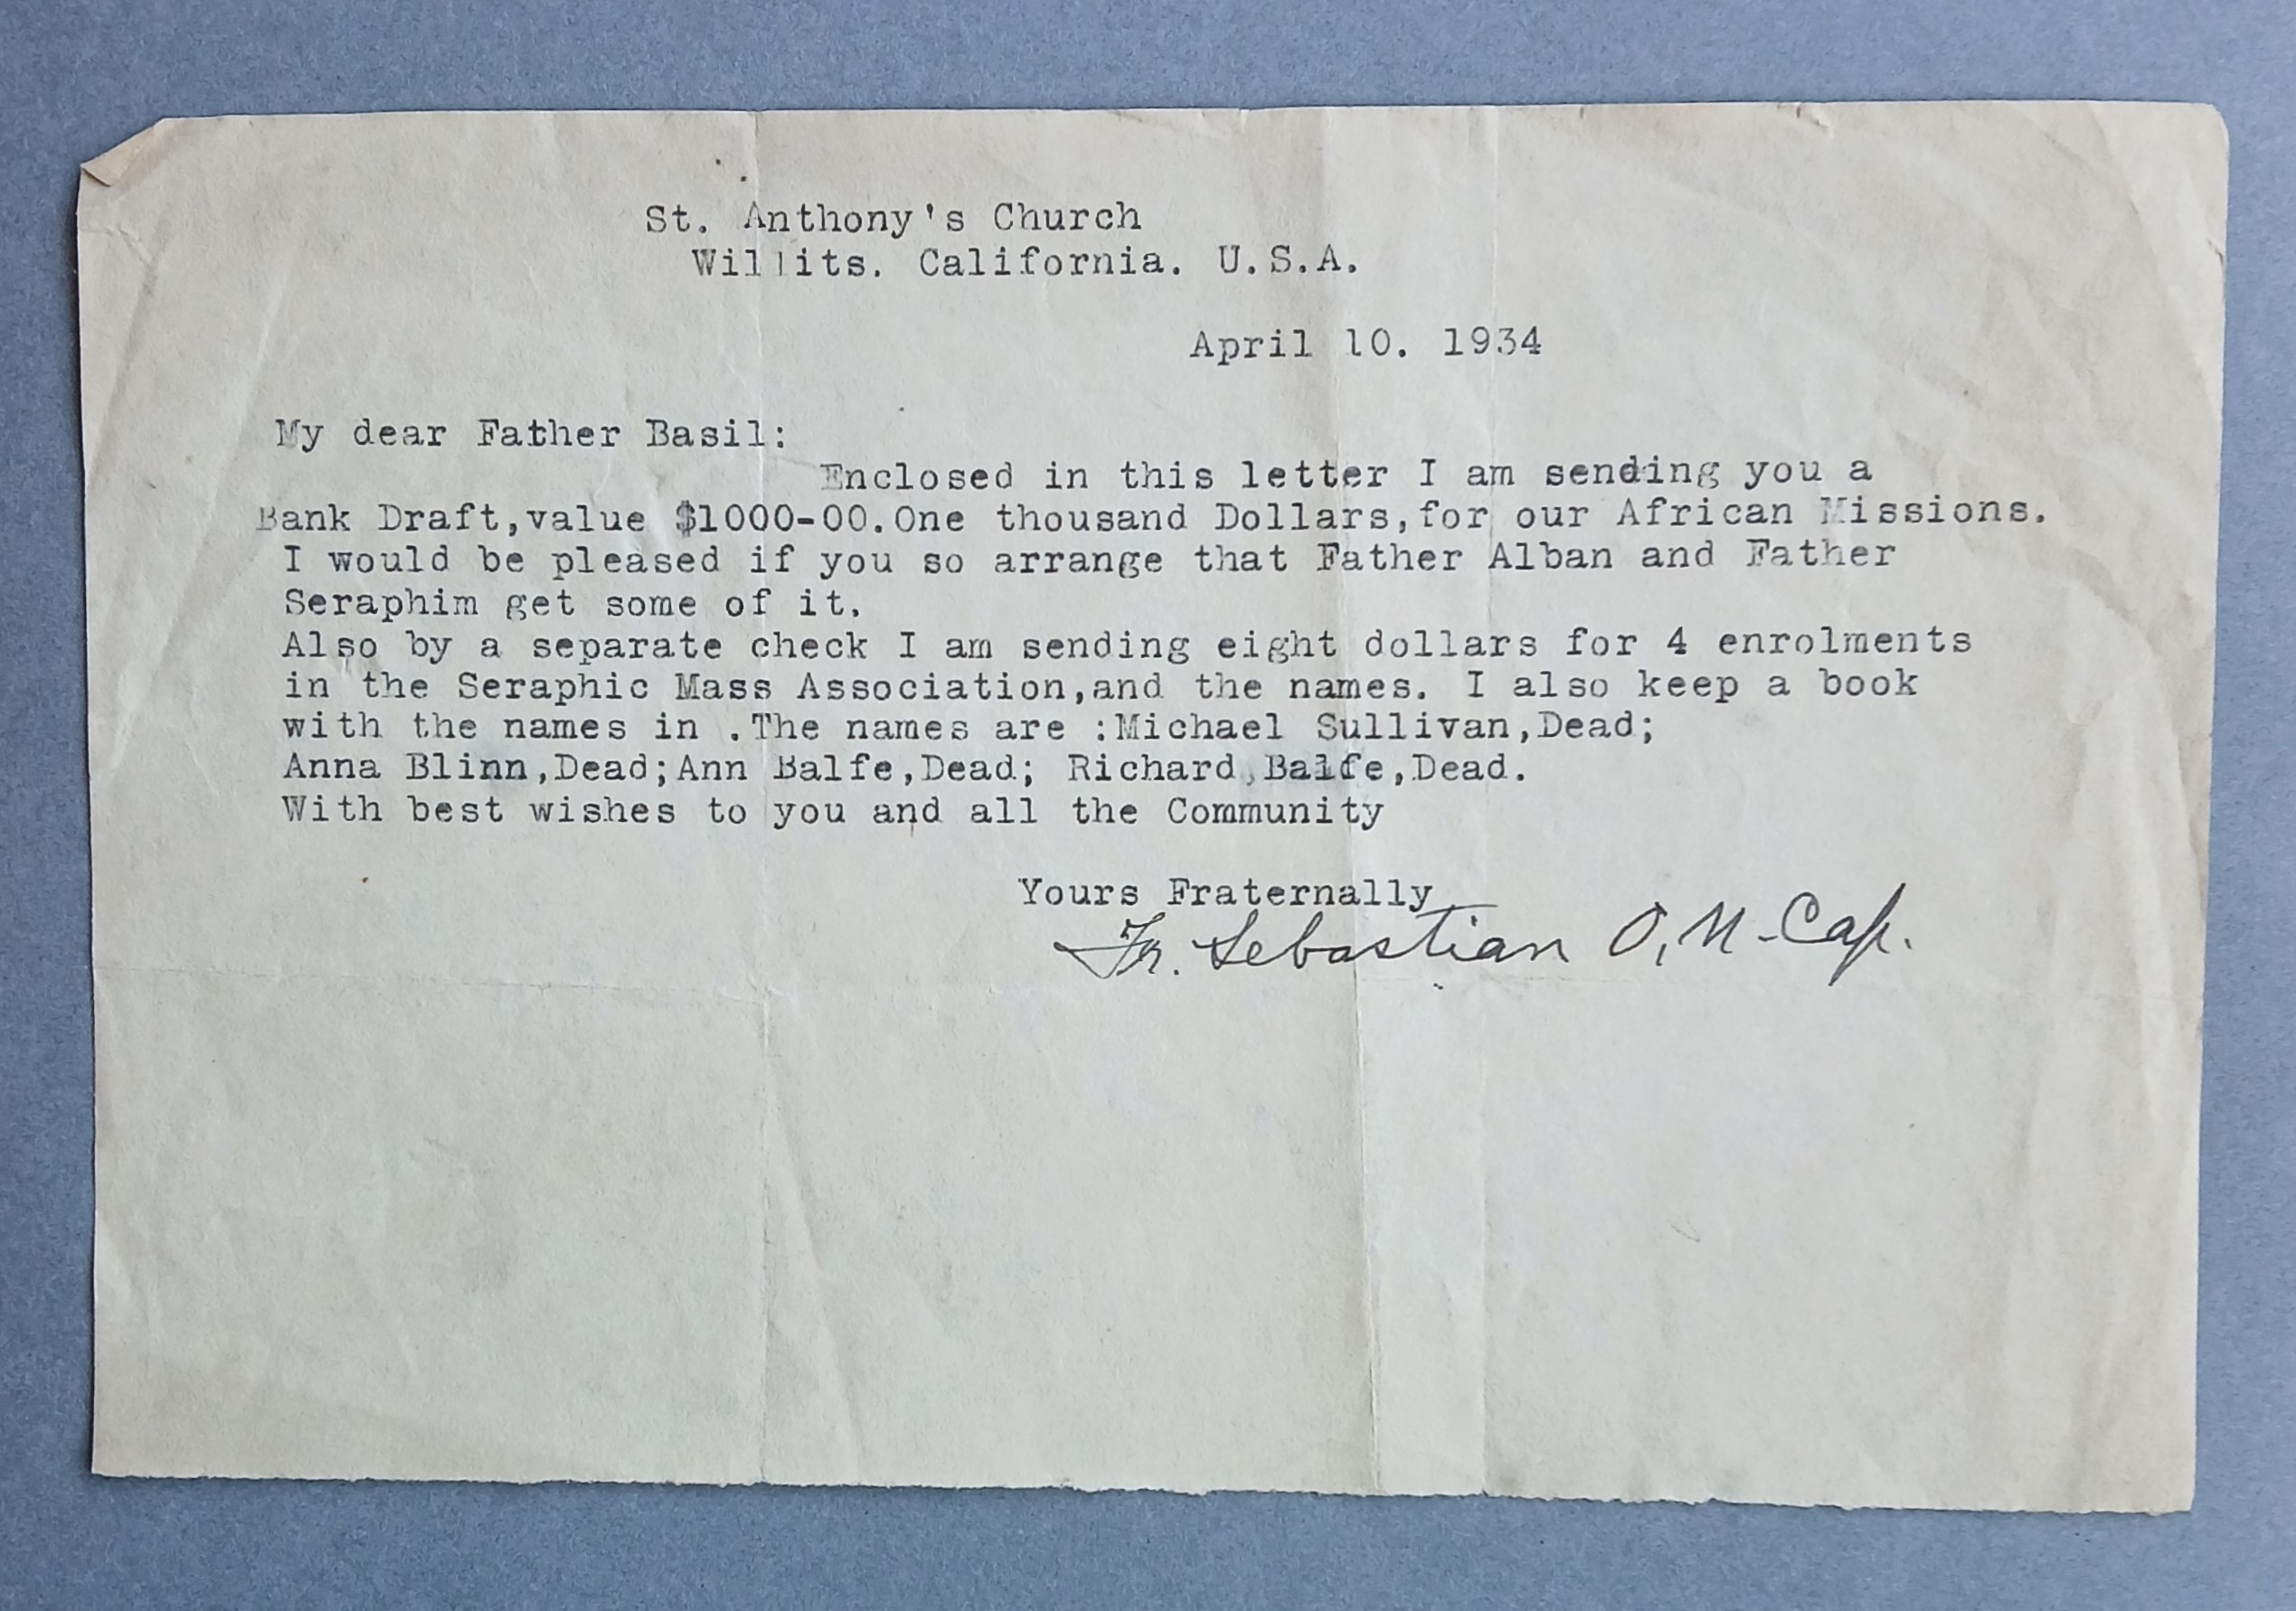 St. Anthony's Church
Willits. California. U.S.A.
April 10. 1934
My dear Father Basil:
Enclosed in this letter I am sending you a
Bank Draft,value $1000-00.One thousand Dollars,for our African Missions.
I would be pleased if you so arrange that Father Alban and Father
Seraphim get some of it.
Also by a separate check I am sending eight dollars for 4 enrolments
in the Seraphic Mass Association,and the names. I also keep a book
with the names in .The names are :Michael Sullivan,Dead;
Anna Blinn,Dead;Ann Balfe,Dead; Richard,Balfe,Dead.
With best wishes to you and all the Community
Yours Fraternally
Fr. Sebastian O, M-Cap.